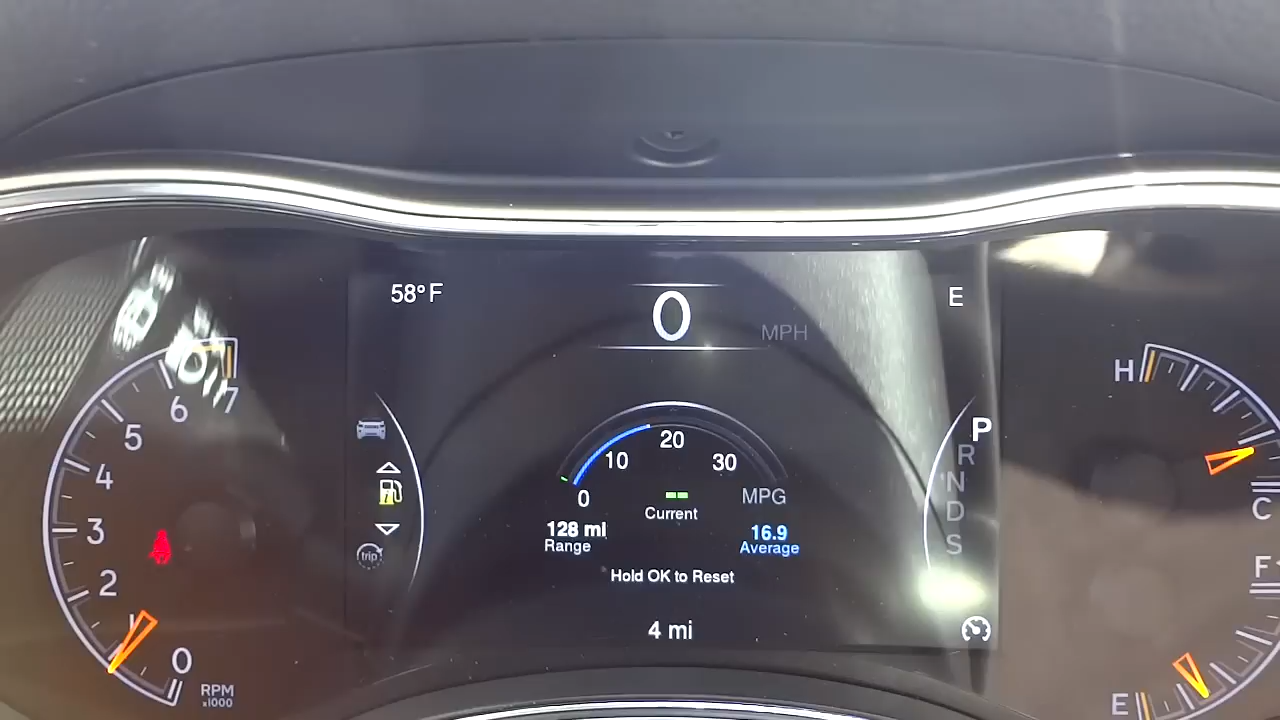 58°F
0
MPH
E
7
6
5
4
3
2
1
0
RPM
x1000
trip
20
10
30
0
MPG
Current
128 mi
Range
16.9
Average
Hold OK to Reset
4 mi
P
R
N
D
S
H
C
F
E